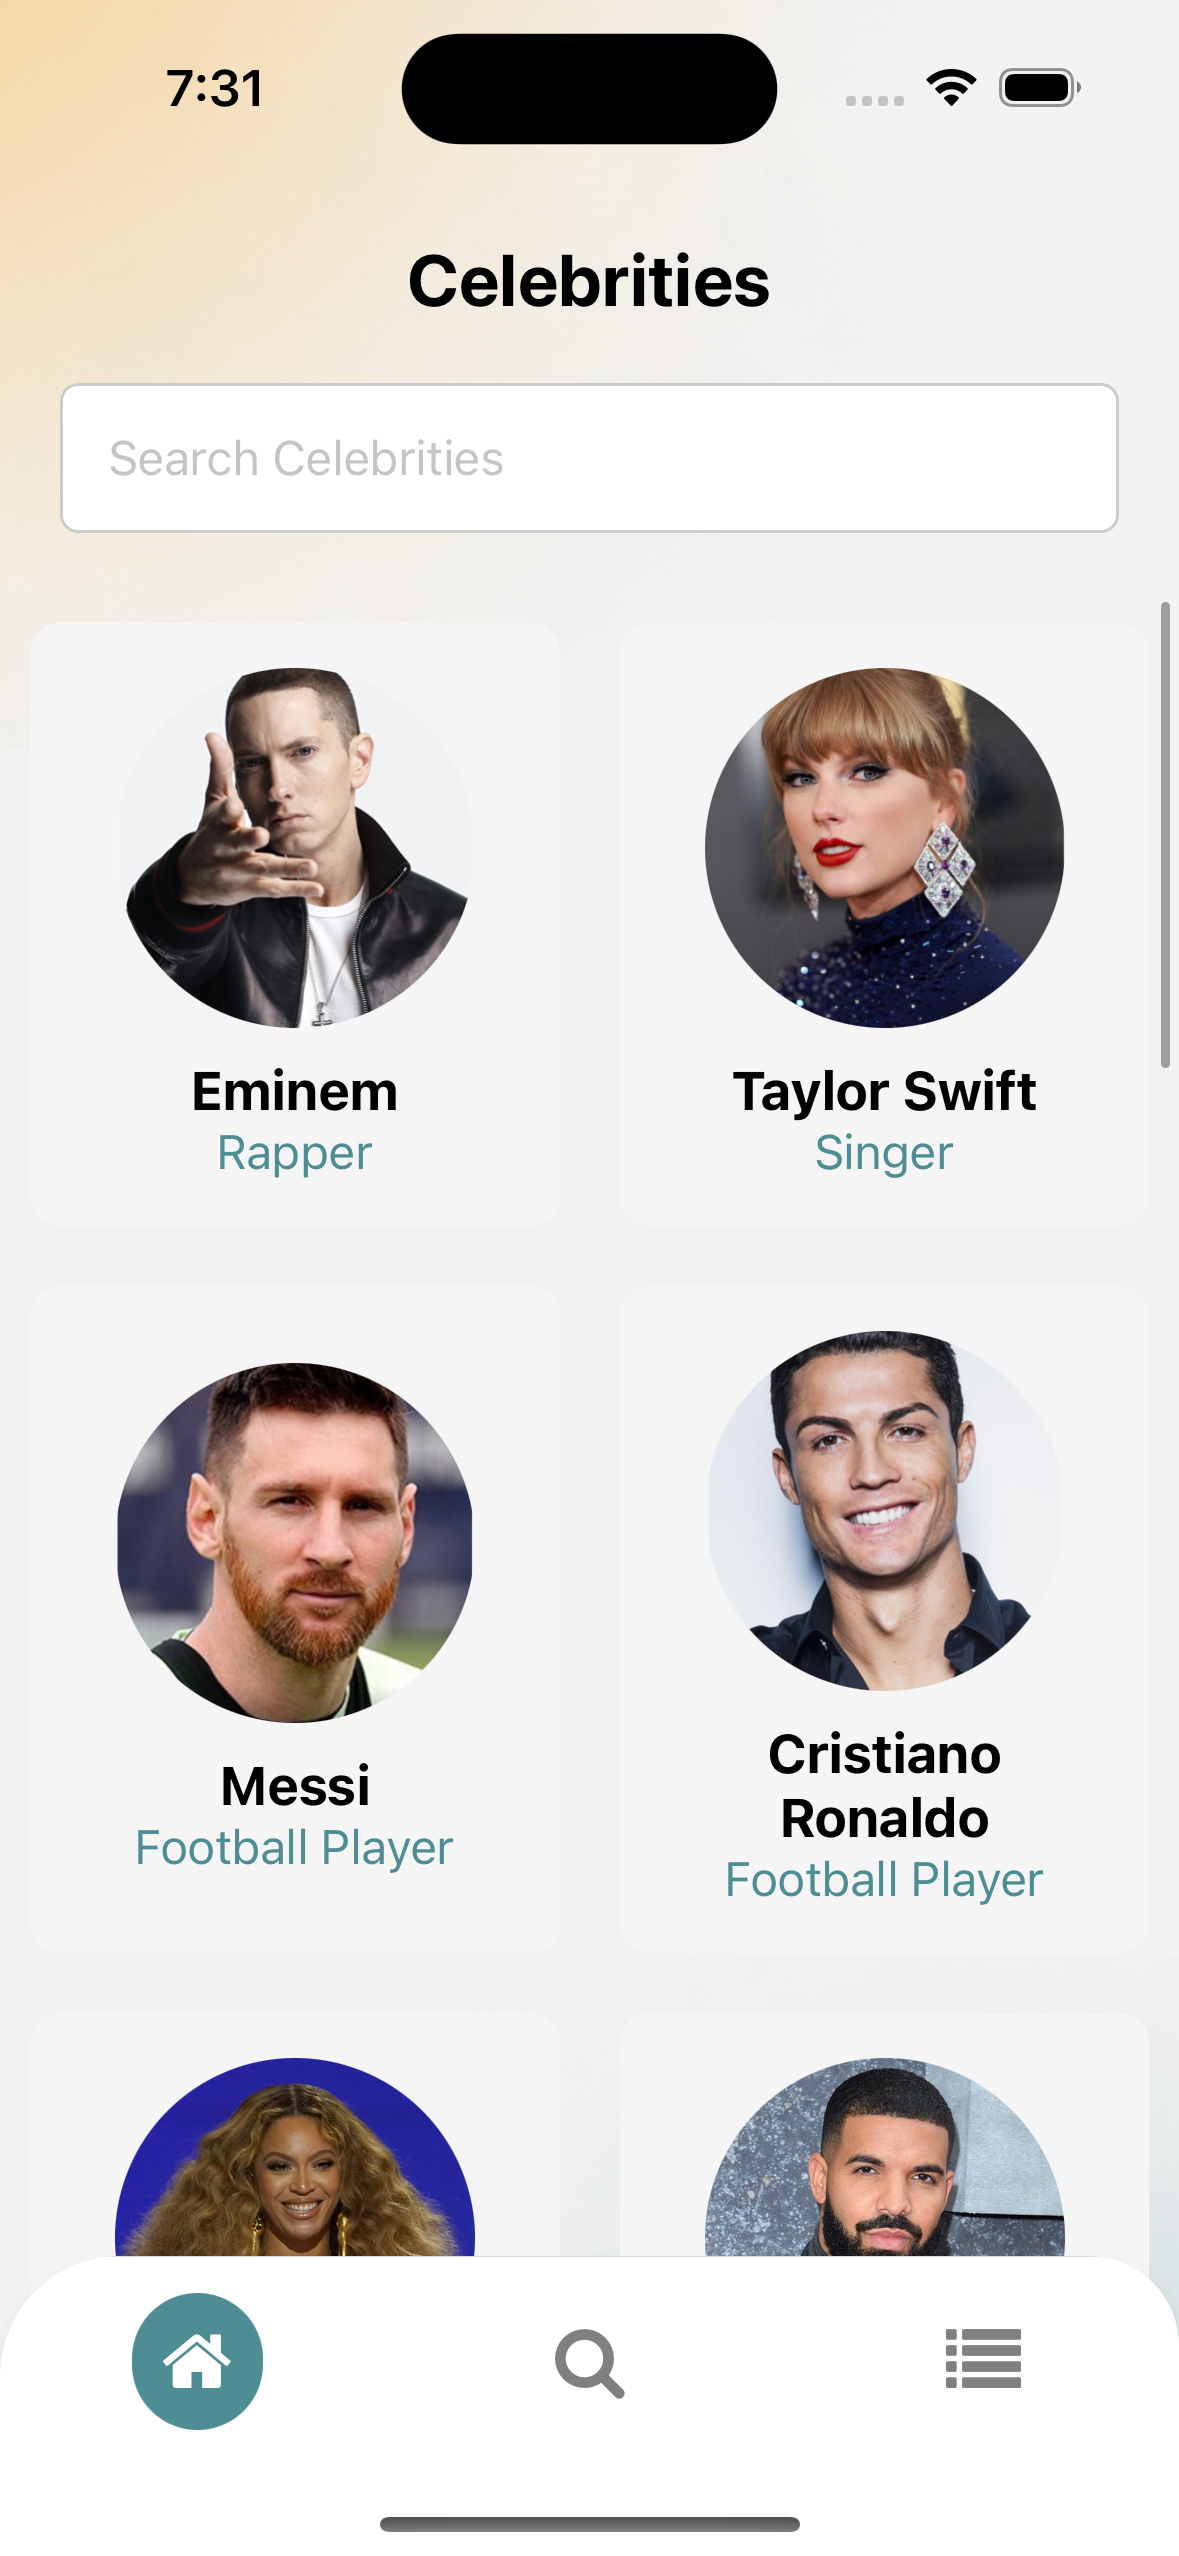 7:31
Celebrities
Search Celebrities
Eminem
Rapper
Taylor Swift
Singer
Messi
Football Player
Cristiano
Ronaldo
Football Player